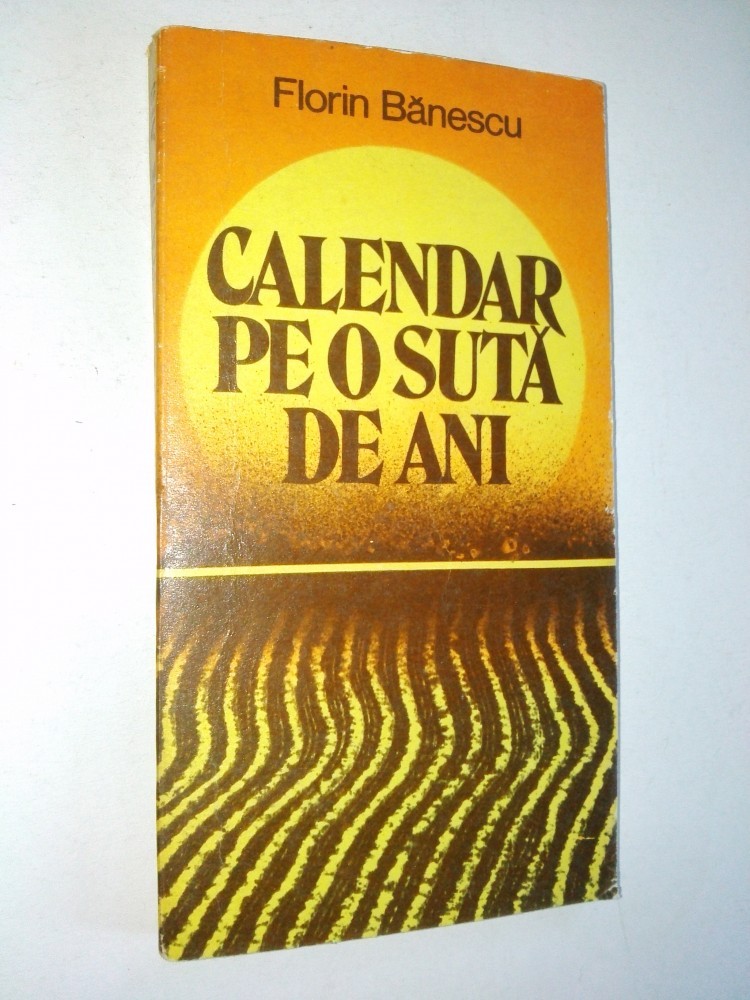 Florin Bănescu
CALENDAR
PE O SUTĂ
DE ANI